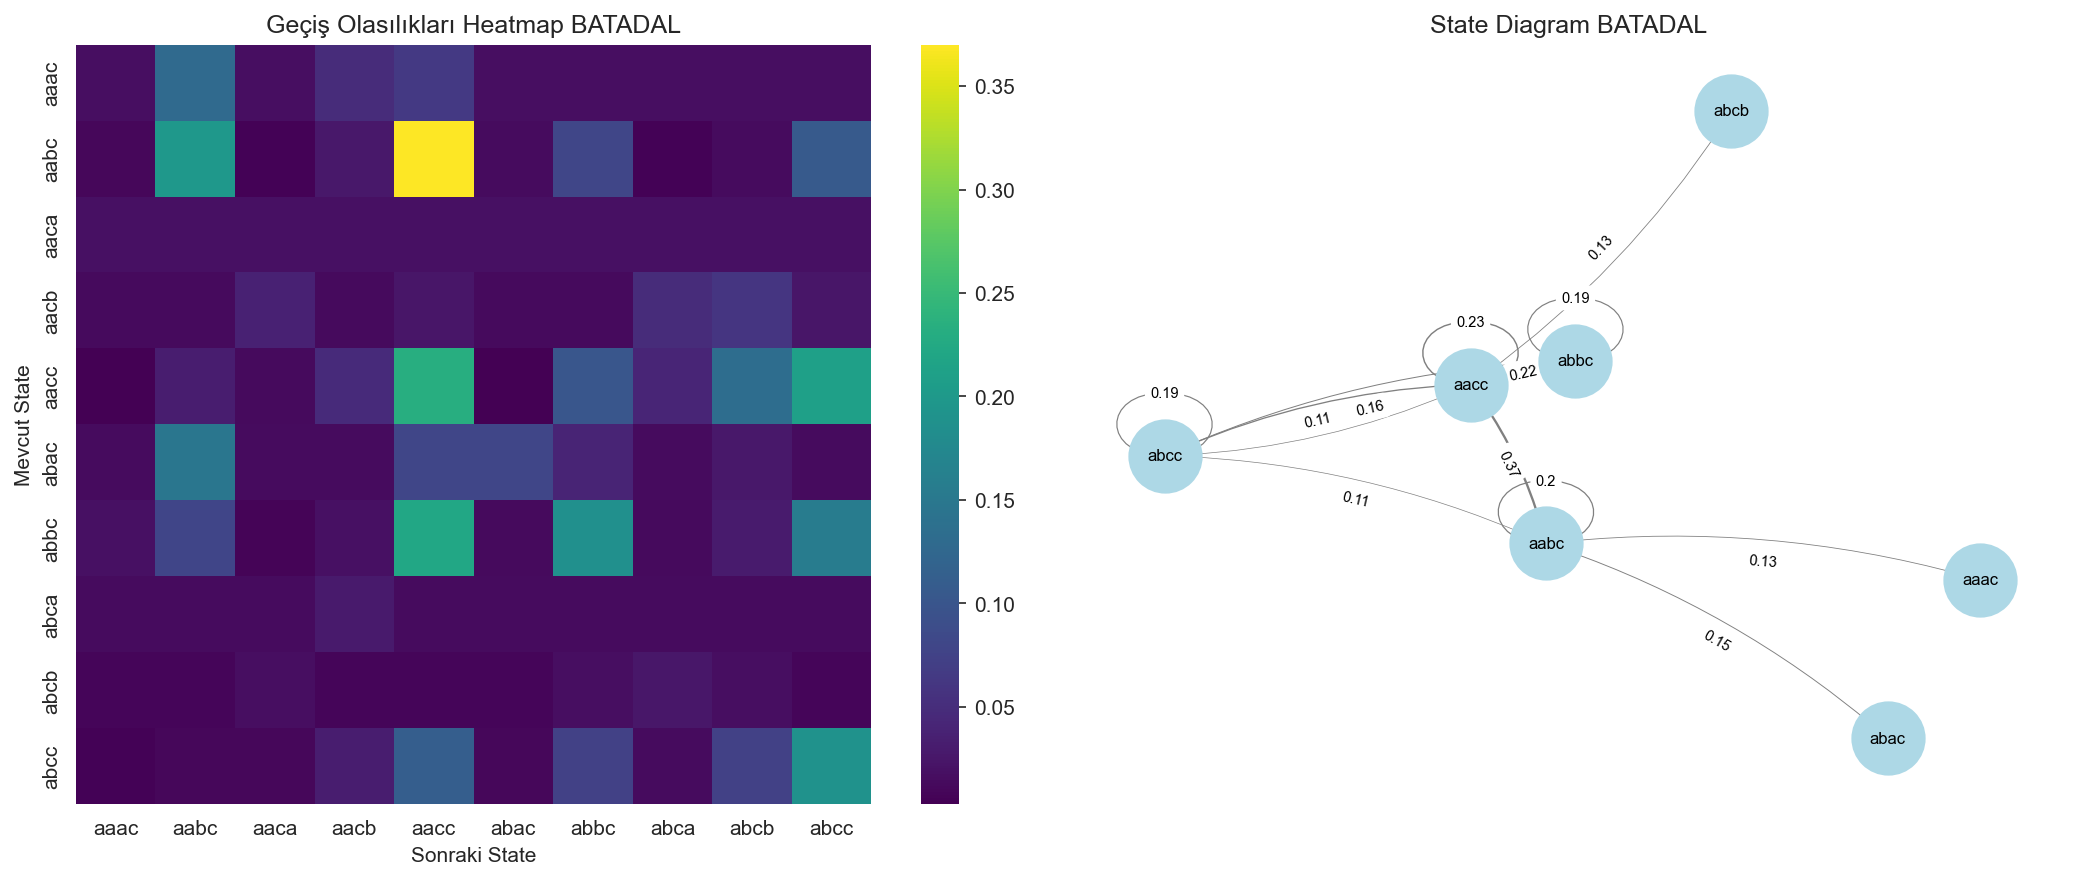 Geçiş Olasılıkları Heatmap BATADAL
Mevcut State
aaac
aabc
aaca
aacb
aacc
abac
abbc
abca
abcb
abcc
aaac aabc aaca aacb aacc abac abbc abca abcb abcc
Sonraki State
0.35
0.30
0.25
0.20
0.15
0.10
0.05
State Diagram BATADAL
abcb
0.13
0.19
0.23
abbc
0.22
aacc
0.19
0.16
0.11
abcc
0.37
0.2
0.11
aabc
0.13
aaac
0.15
abac